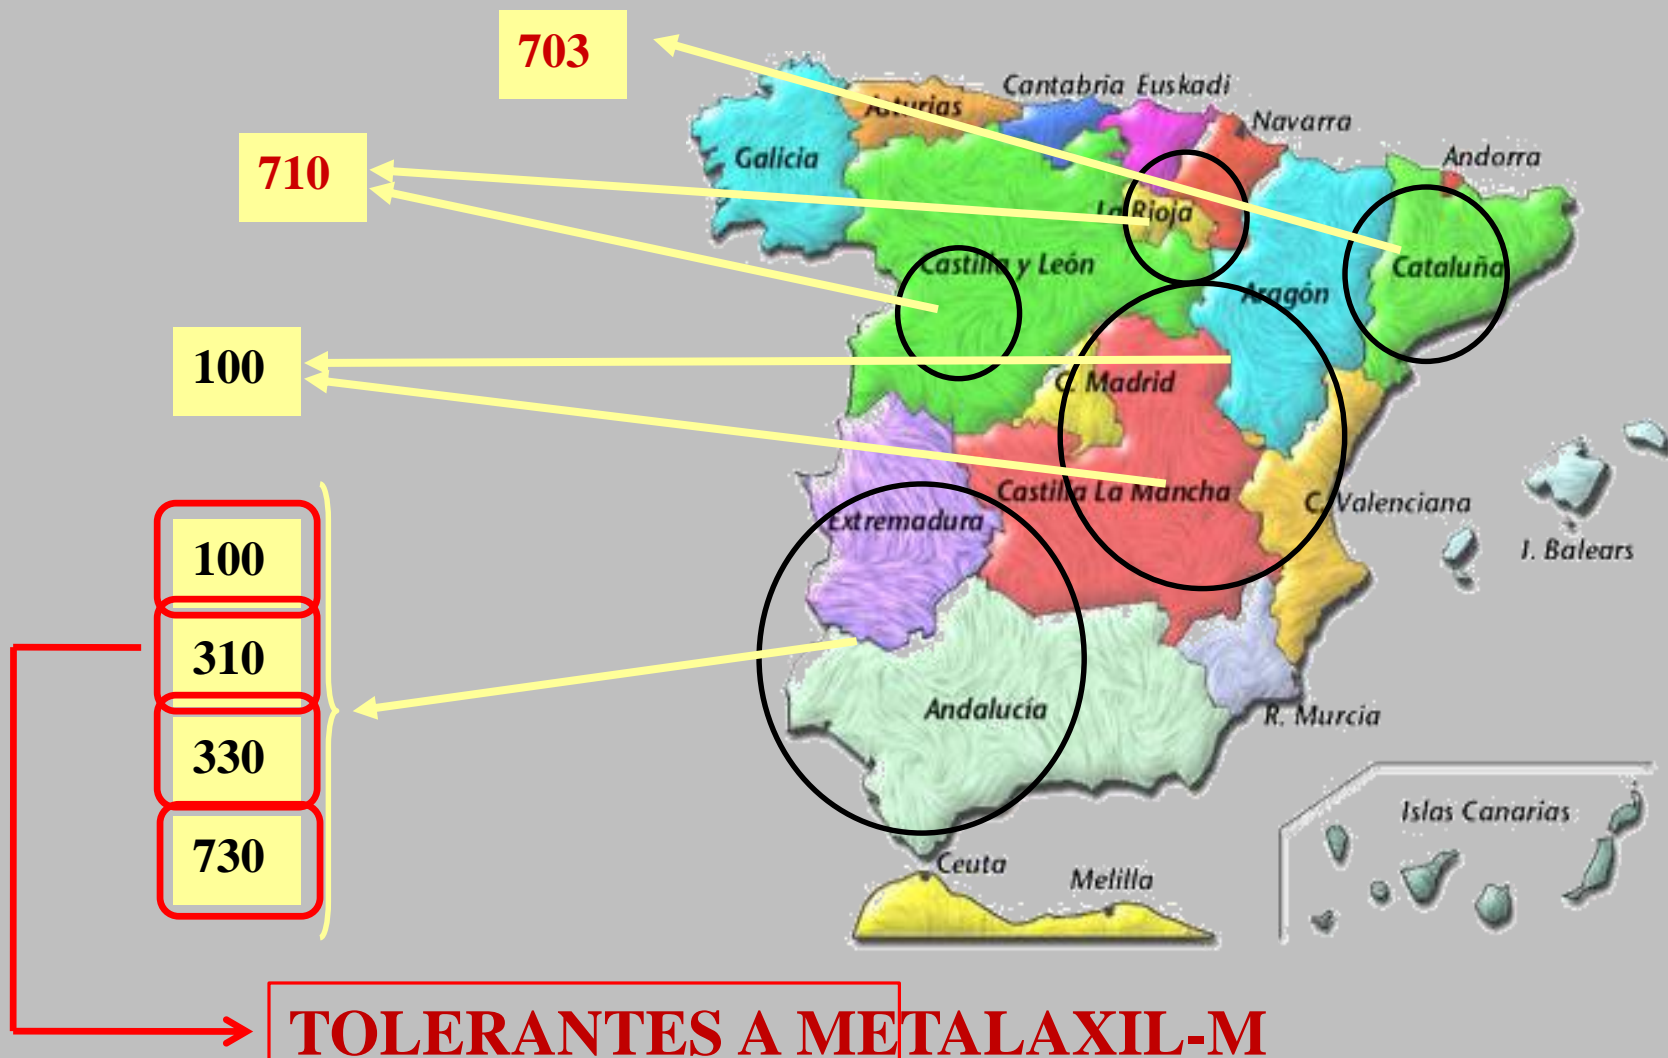 703
Cantabria Euskadi
Asturias
Navarra
Galicia
Andorra
710
La Rioja
Castilla y León
Cataluña
Aragón
100
C. Madrid
Castilla La Mancha
C. Valenciana
Extremadura
I. Balears
100
310
330
730
Andalucía
R. Murcia
Islas Canarias
Ceuta
Melilla
TOLERANTES A METALAXIL-M